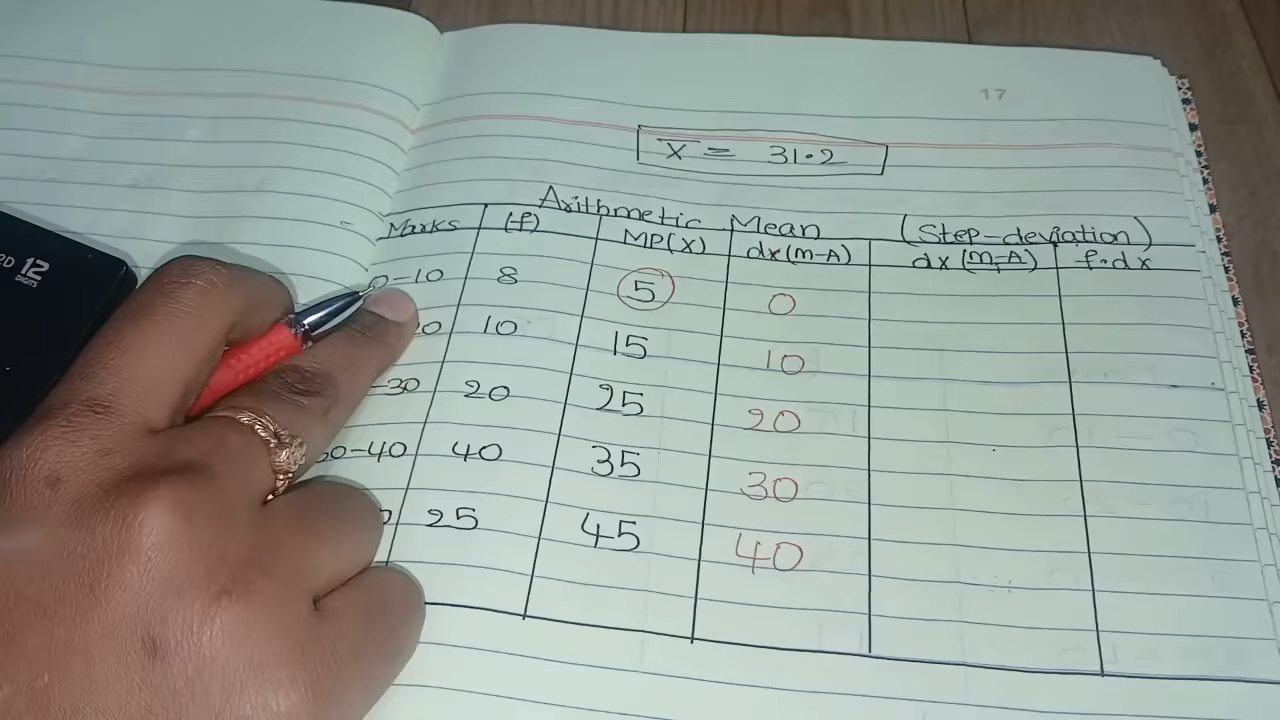 17
X̄ = 31.2
Arithmetic Mean (Step-deviation)
Marks (f) MP(X) dx(m-A) dx(m-A) f.dx
0-10 8 5 0
10 15 10
-30 20 25 20
-40 40 35 30
25 45 40
12